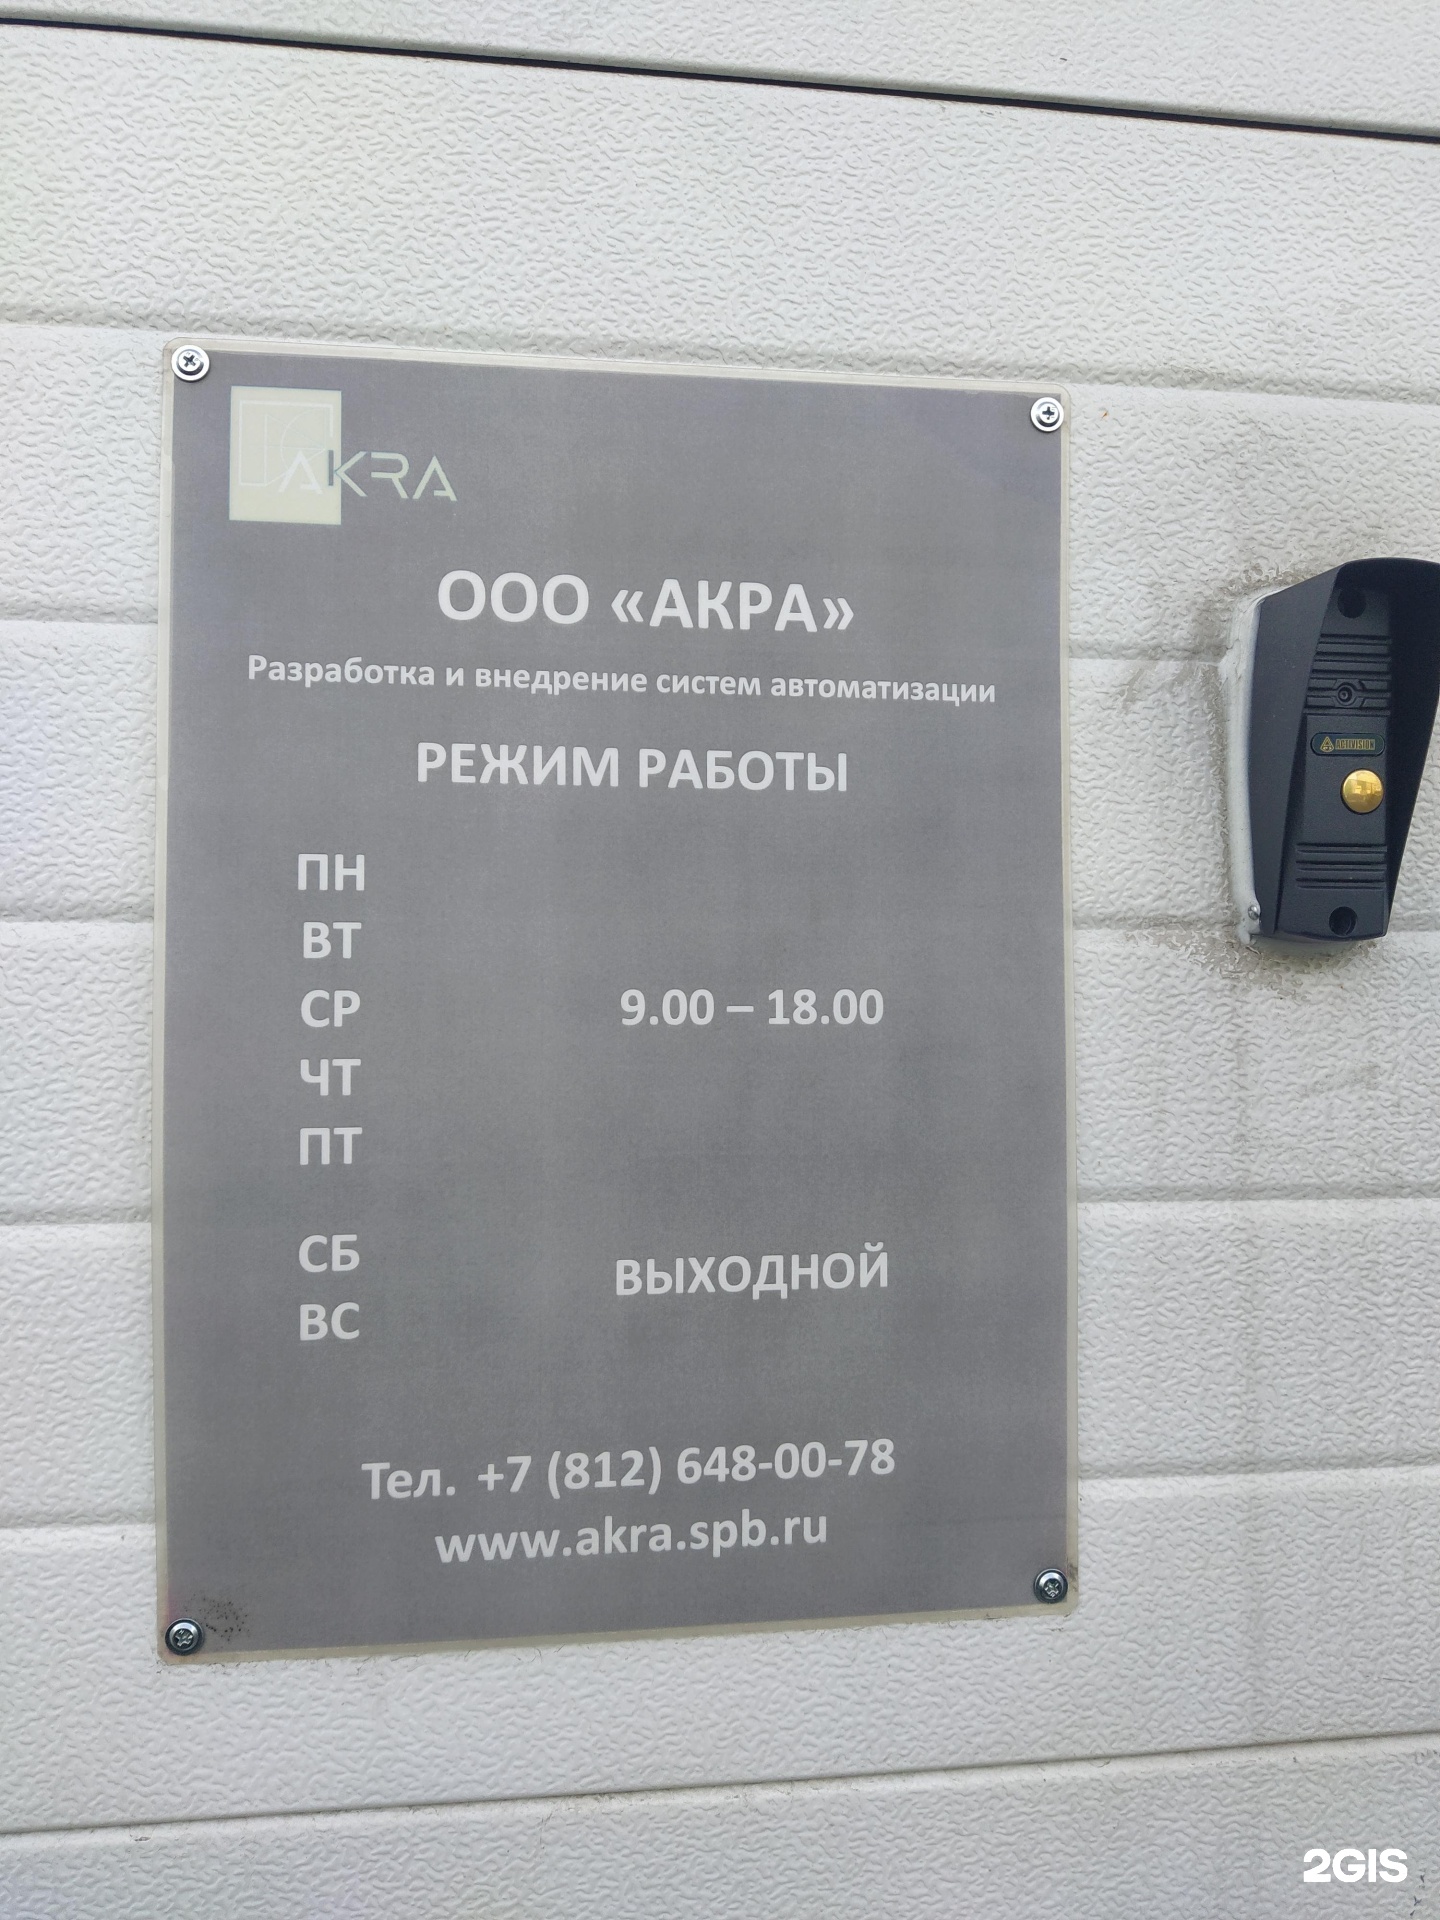 AKRA
ООО «АКРА»
Разработка и внедрение систем автоматизации
РЕЖИМ РАБОТЫ
ПН
ВТ
СР 9.00 – 18.00
ЧТ
ПТ
СБ
ВЫХОДНОЙ
ВС
Тел. +7 (812) 648-00-78
www.akra.spb.ru
ACTIVISION
2GIS